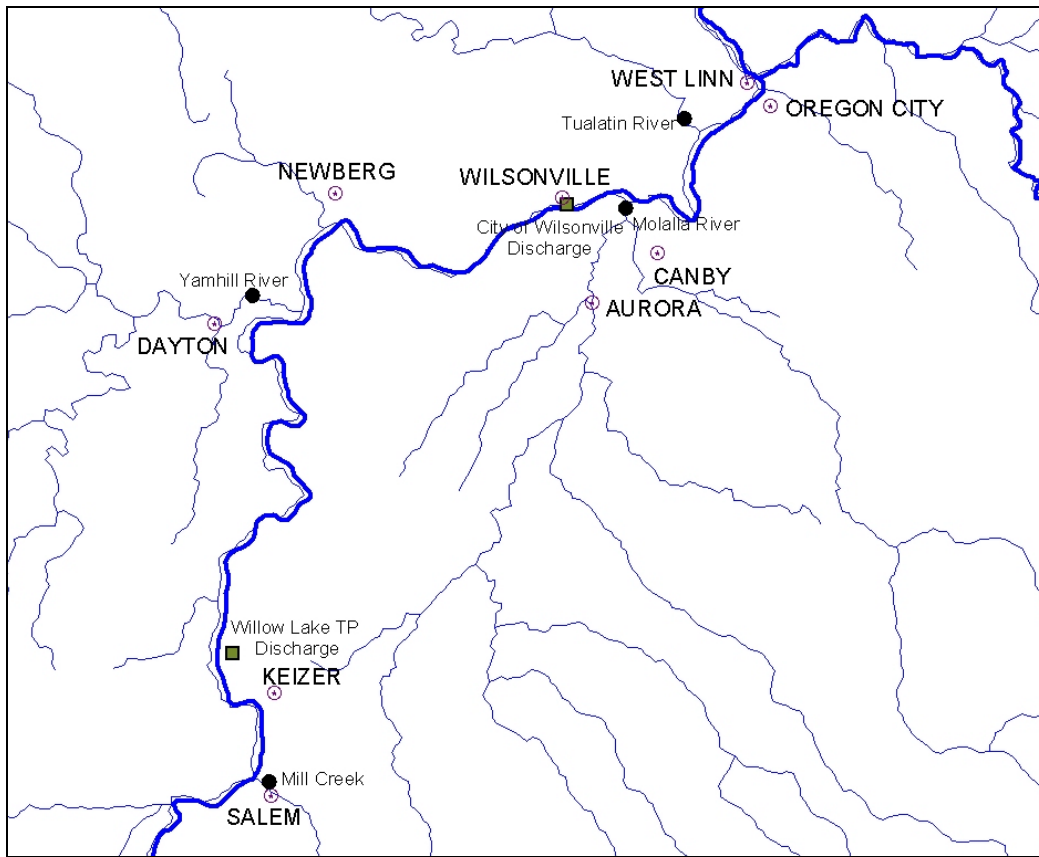 WEST LINN
OREGON CITY
Tualatin River
NEWBERG
WILSONVILLE
City of Wilsonville
Discharge
Molalla River
CANBY
Yamhill River
AURORA
DAYTON
Willow Lake TP
Discharge
KEIZER
Mill Creek
SALEM